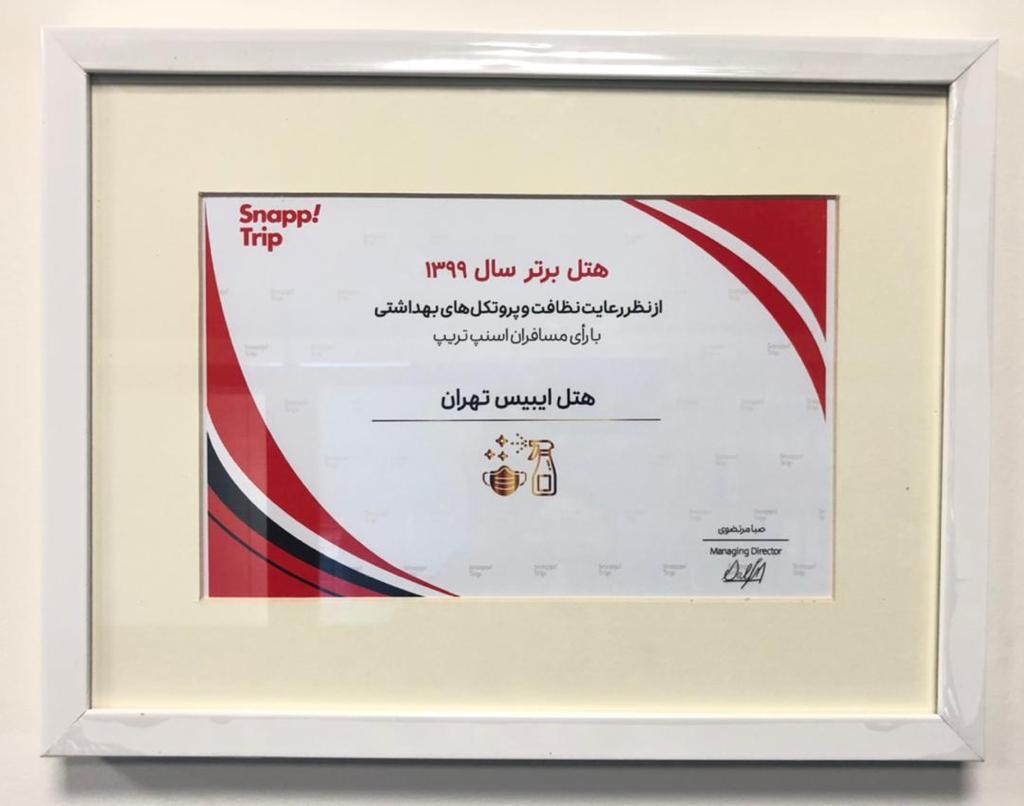 Snapp!
Trip
هتل برتر سال ۱۳۹۹
از نظر رعایت نظافت و پروتکل‌های بهداشتی
با رأی مسافران اسنپ تریپ
هتل ایبیس تهران
صبا مرتضوی
Managing Director